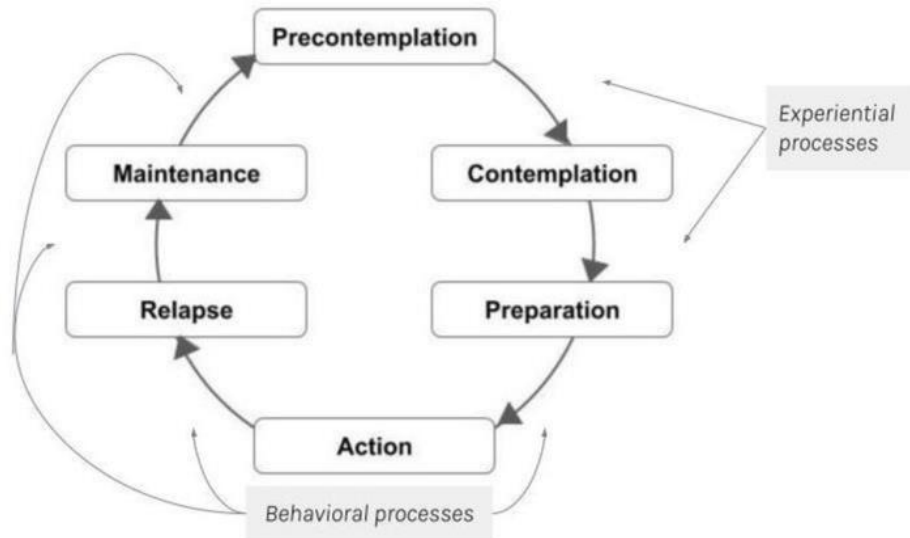 Precontemplation
Experiential
processes
Maintenance
Contemplation
Relapse
Preparation
Action
Behavioral processes